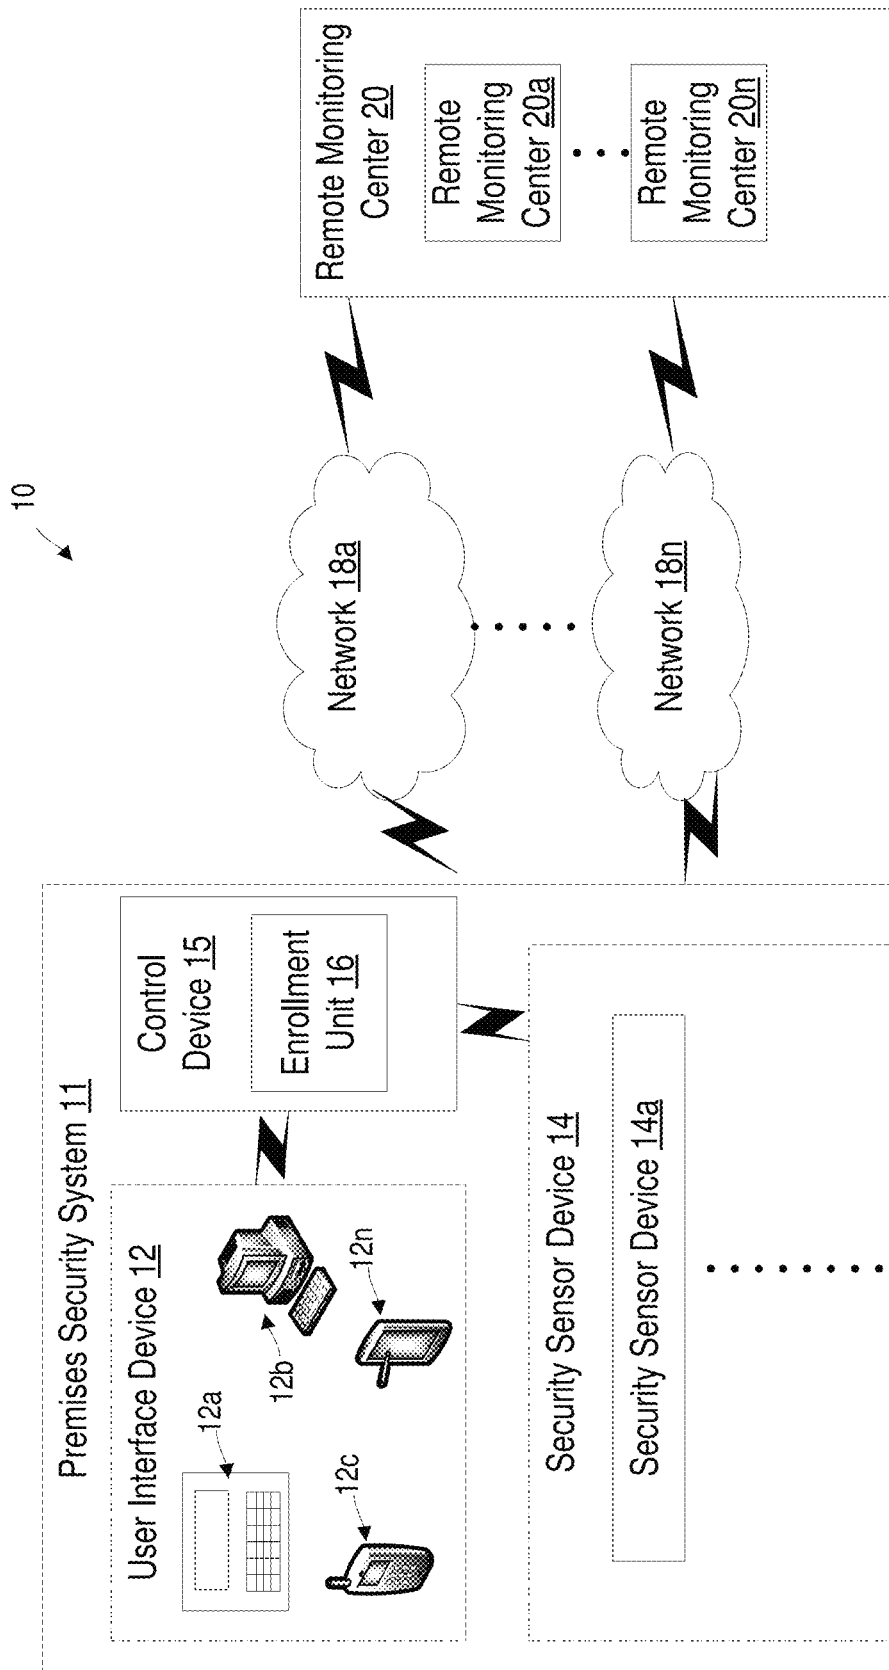 10
Premises Security System 11
User Interface Device 12
12a
12b
12c
12n
Control
Device 15
Enrollment
Unit 16
Security Sensor Device 14
Security Sensor Device 14a
Network 18a
Network 18n
Remote Monitoring
Center 20
Remote
Monitoring
Center 20a
Remote
Monitoring
Center 20n